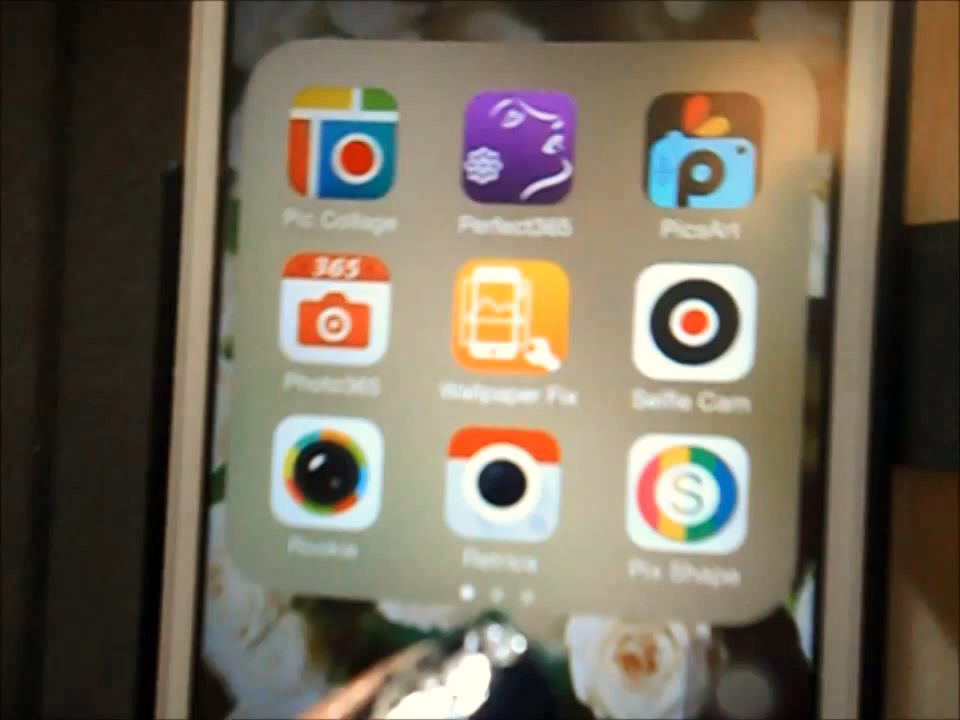 Pic Collage
Perfect365
PicsArt
365
Photo365
Wallpaper Fix
Selfie Cam
Rookie
Retrica
S
Pix Shape